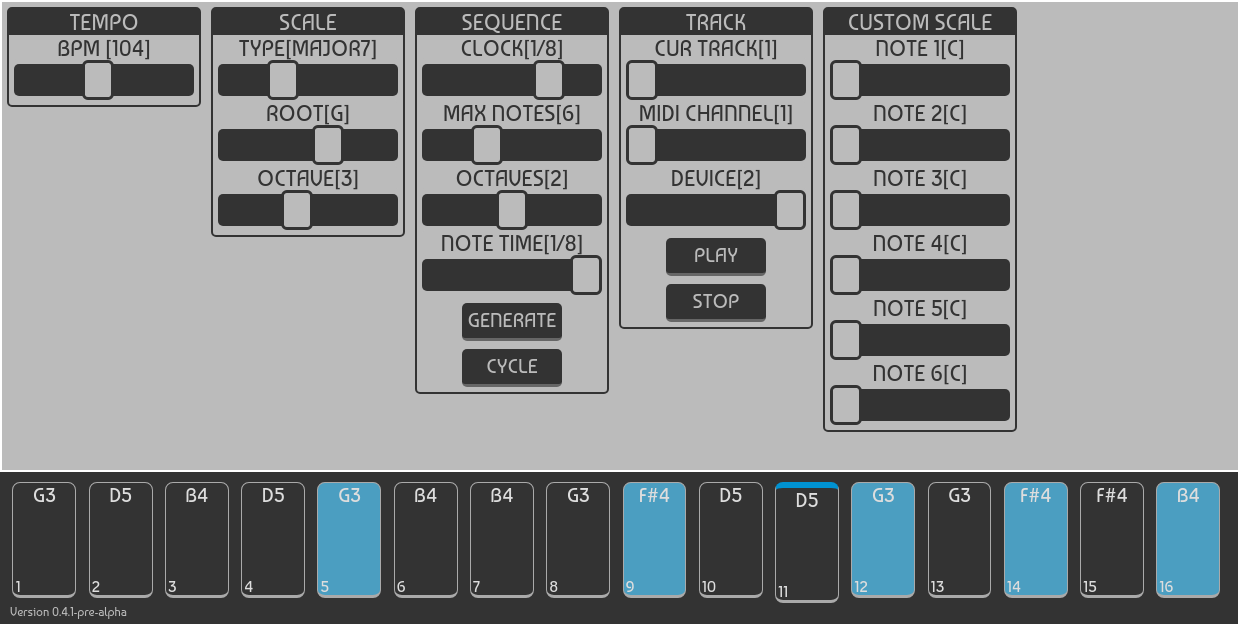 TEMPO
BPM [104]
SCALE
TYPE[MAJOR7]
ROOT[G]
OCTAVE[3]
SEQUENCE
CLOCK[1/8]
MAX NOTES[6]
OCTAVES[2]
NOTE TIME[1/8]
GENERATE
CYCLE
TRACK
CUR TRACK[1]
MIDI CHANNEL[1]
DEVICE[2]
PLAY
STOP
CUSTOM SCALE
NOTE 1[C]
NOTE 2[C]
NOTE 3[C]
NOTE 4[C]
NOTE 5[C]
NOTE 6[C]
G3 D5 B4 D5 G3 B4 B4 G3 F#4 D5 D5 G3 G3 F#4 F#4 B4
1 2 3 4 5 6 7 8 9 10 11 12 13 14 15 16
Version 0.4.1-pre-alpha